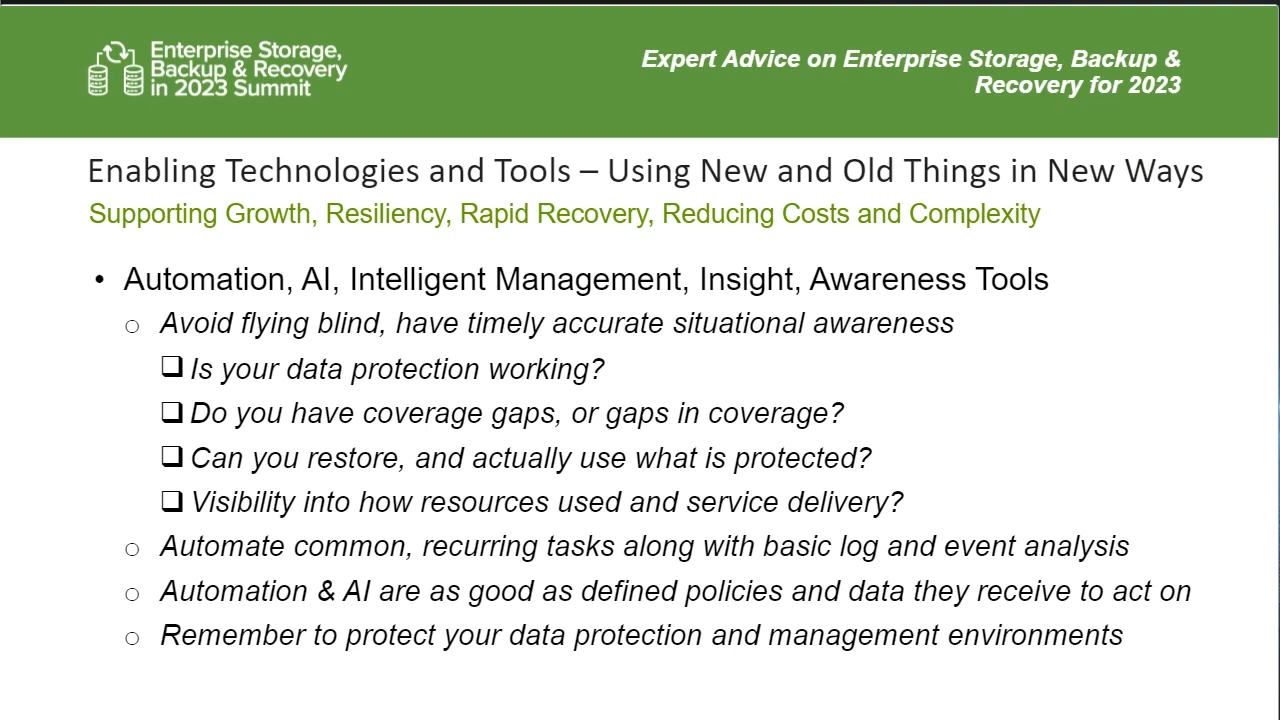 Enterprise Storage,
Backup & Recovery
in 2023 Summit
Expert Advice on Enterprise Storage, Backup &
Recovery for 2023
Enabling Technologies and Tools – Using New and Old Things in New Ways
Supporting Growth, Resiliency, Rapid Recovery, Reducing Costs and Complexity
• Automation, AI, Intelligent Management, Insight, Awareness Tools
○ Avoid flying blind, have timely accurate situational awareness
❑ Is your data protection working?
❑ Do you have coverage gaps, or gaps in coverage?
❑ Can you restore, and actually use what is protected?
❑ Visibility into how resources used and service delivery?
○ Automate common, recurring tasks along with basic log and event analysis
○ Automation & AI are as good as defined policies and data they receive to act on
○ Remember to protect your data protection and management environments